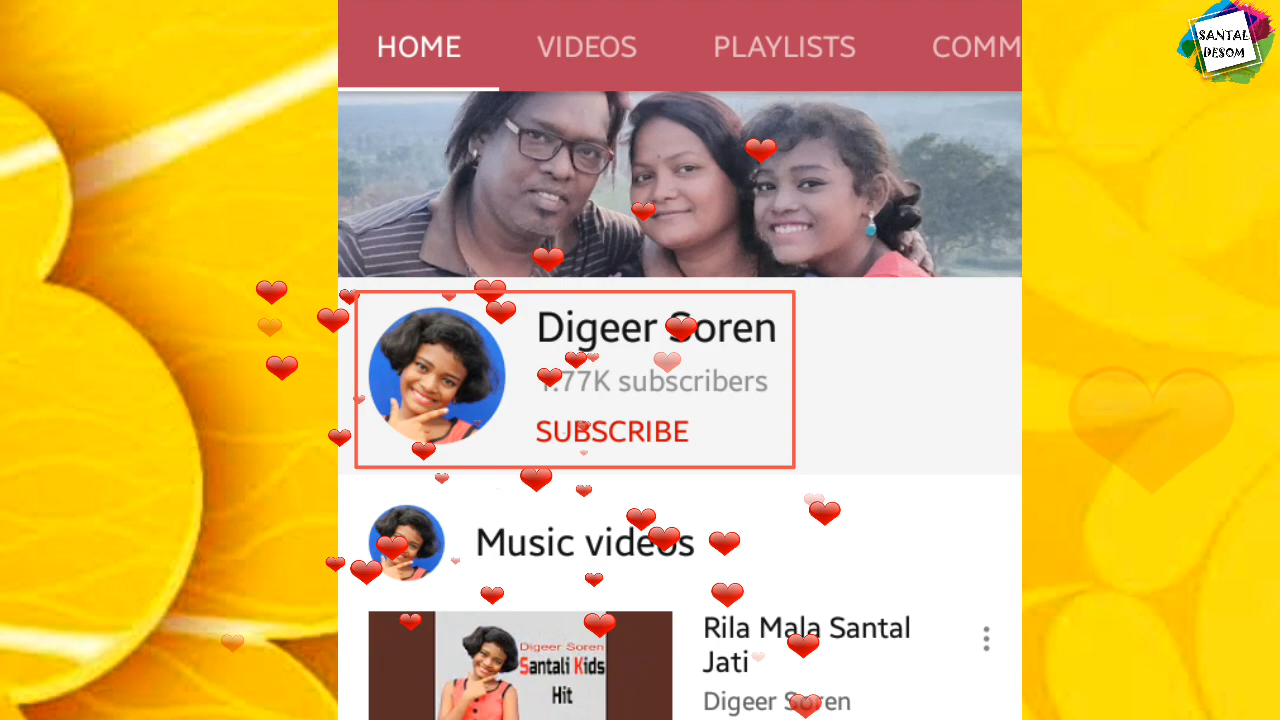 HOME VIDEOS PLAYLISTS COMM
SANTAL
DESOM
Digeer Soren
1.77K subscribers
SUBSCRIBE
Music videos
Rila Mala Santal
Jati
Digeer Soren
Digeer Soren
Santali Kids
Hit